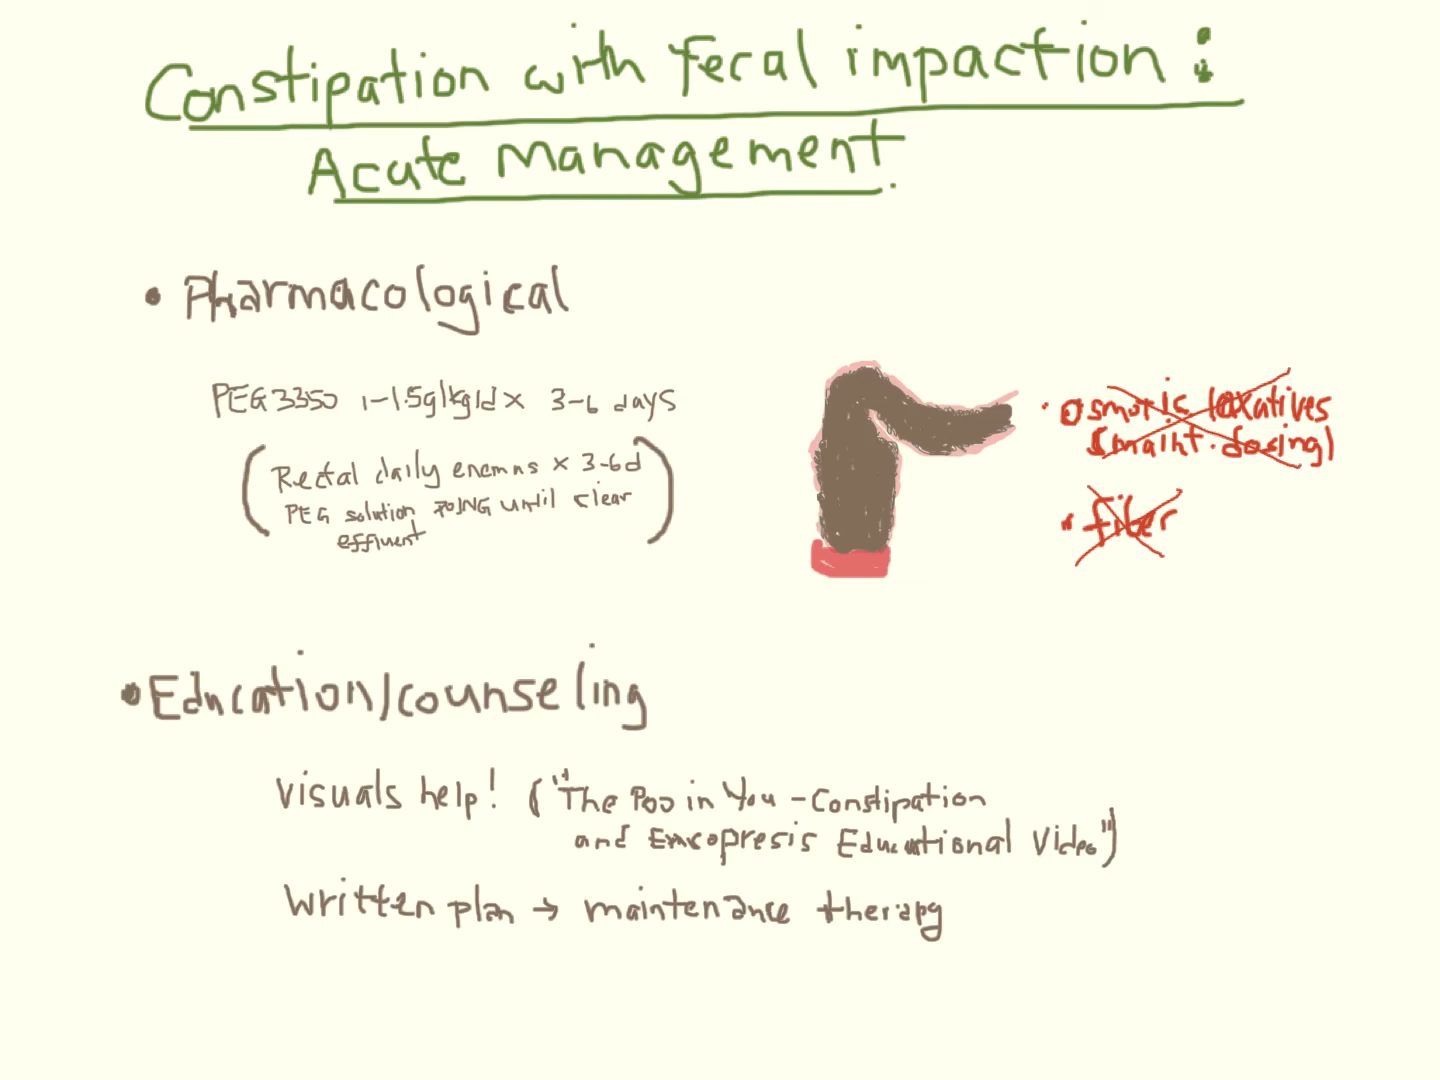 Constipation with fecal impaction:
Acute Management.
• Pharmacological
PEG 3350 1-1.5g/kg/d x 3-6 days
(Rectal daily enemas x 3-6d
PEG solution PO/NG until clear
effluent)
• Osmotic laxatives
(maint. dosing)
• fiber
• Education/counseling
Visuals help! ("The Poo in You - Constipation
and Encopresis Educational Video")
Written plan → maintenance therapy